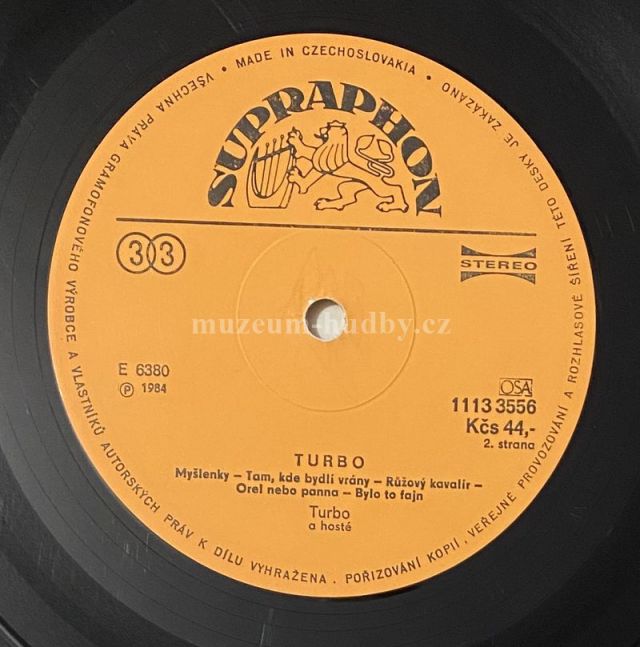 • MADE IN CZECHOSLOVAKIA •
VŠECHNA PRÁVA GRAMOFONOVÉHO VÝROBCE A VLASTNÍKŮ AUTORSKÝCH PRÁV K DÍLU VYHRAŽENA. POŘIZOVÁNÍ KOPIÍ, VEŘEJNÉ PROVOZOVÁNÍ A ROZHLASOVÉ ŠÍŘENÍ TÉTO DESKY JE ZAKÁZÁNO
SUPRAPHON
33
STEREO
muzeum-hudby.cz
E 6380
Ⓟ 1984
OSA
1113 3556
Kčs 44,-
2. strana
TURBO
Myšlenky – Tam, kde bydlí vrány – Růžový kavalír –
Orel nebo panna – Bylo to fajn
Turbo
a hosté